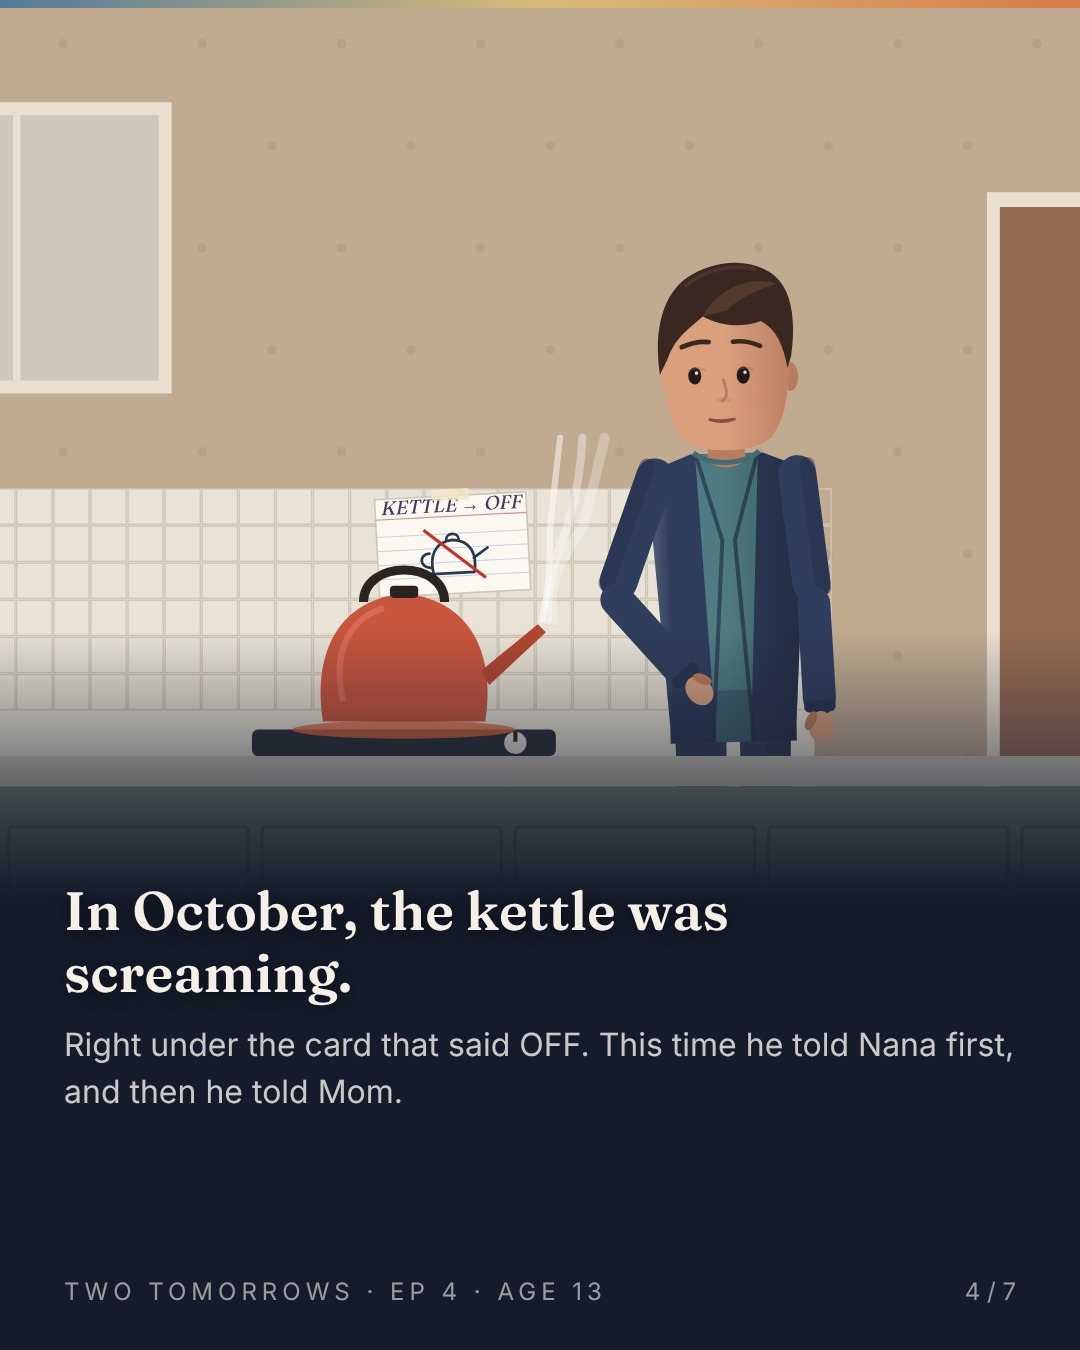 KETTLE → OFF
In October, the kettle was
screaming.
Right under the card that said OFF. This time he told Nana first,
and then he told Mom.
TWO TOMORROWS · EP 4 · AGE 13
4 / 7